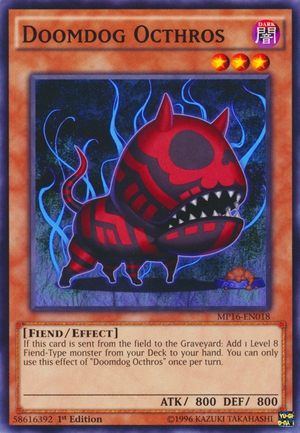 DOOMDOG OCTHROS
DARK
闇
MP16-EN018
[FIEND/EFFECT]
If this card is sent from the field to the Graveyard: Add 1 Level 8
Fiend-Type monster from your Deck to your hand. You can only
use this effect of "Doomdog Octhros" once per turn.
ATK/ 800 DEF/ 800
58616392 1st Edition ©1996 KAZUKI TAKAHASHI